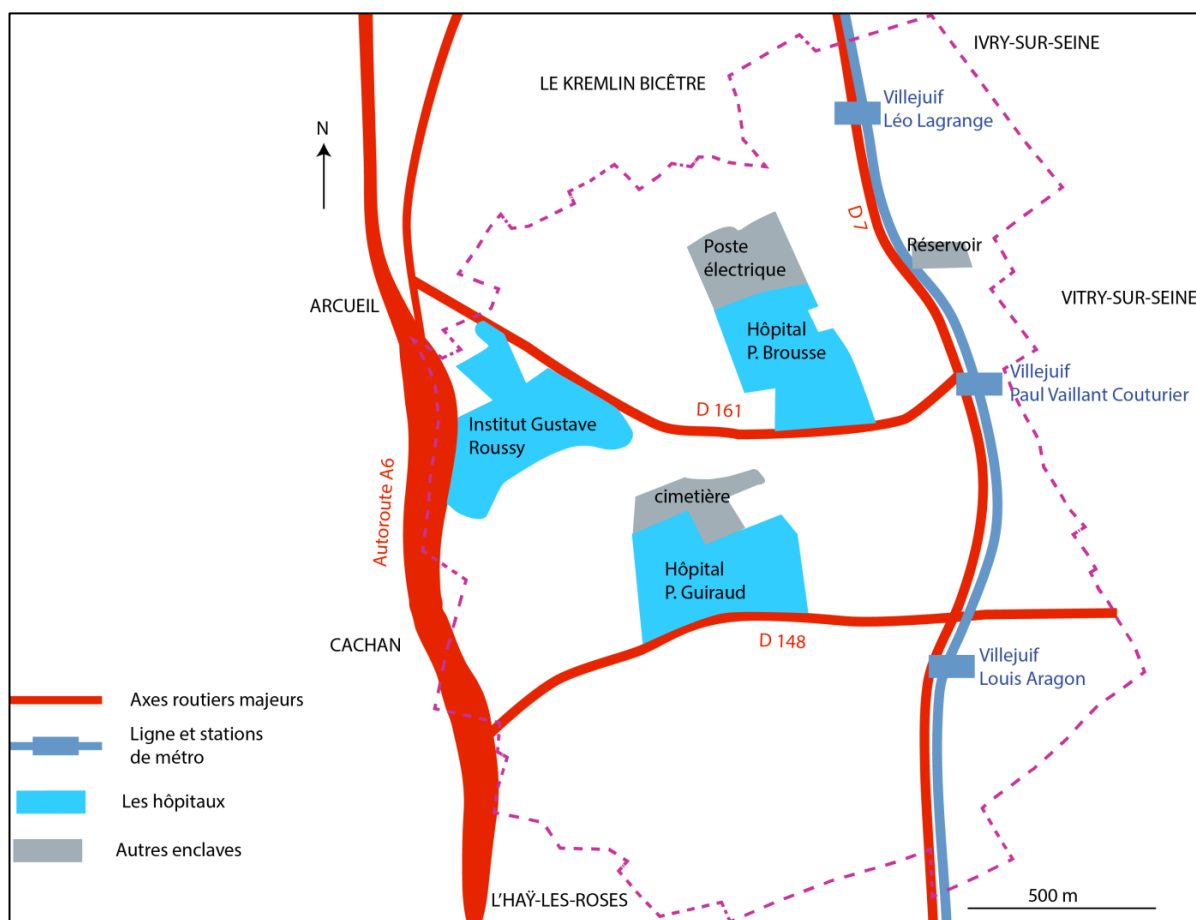 IVRY-SUR-SEINE
LE KREMLIN BICÊTRE
Villejuif
Léo Lagrange
N
D 7
Poste
électrique
Réservoir
ARCUEIL
VITRY-SUR-SEINE
Hôpital
P. Brousse
Villejuif
Paul Vaillant Couturier
D 161
Institut Gustave
Roussy
Autoroute A6
cimetière
Hôpital
P. Guiraud
CACHAN
D 148
Villejuif
Louis Aragon
Axes routiers majeurs
Ligne et stations
de métro
Les hôpitaux
Autres enclaves
L'HAŸ-LES-ROSES
500 m